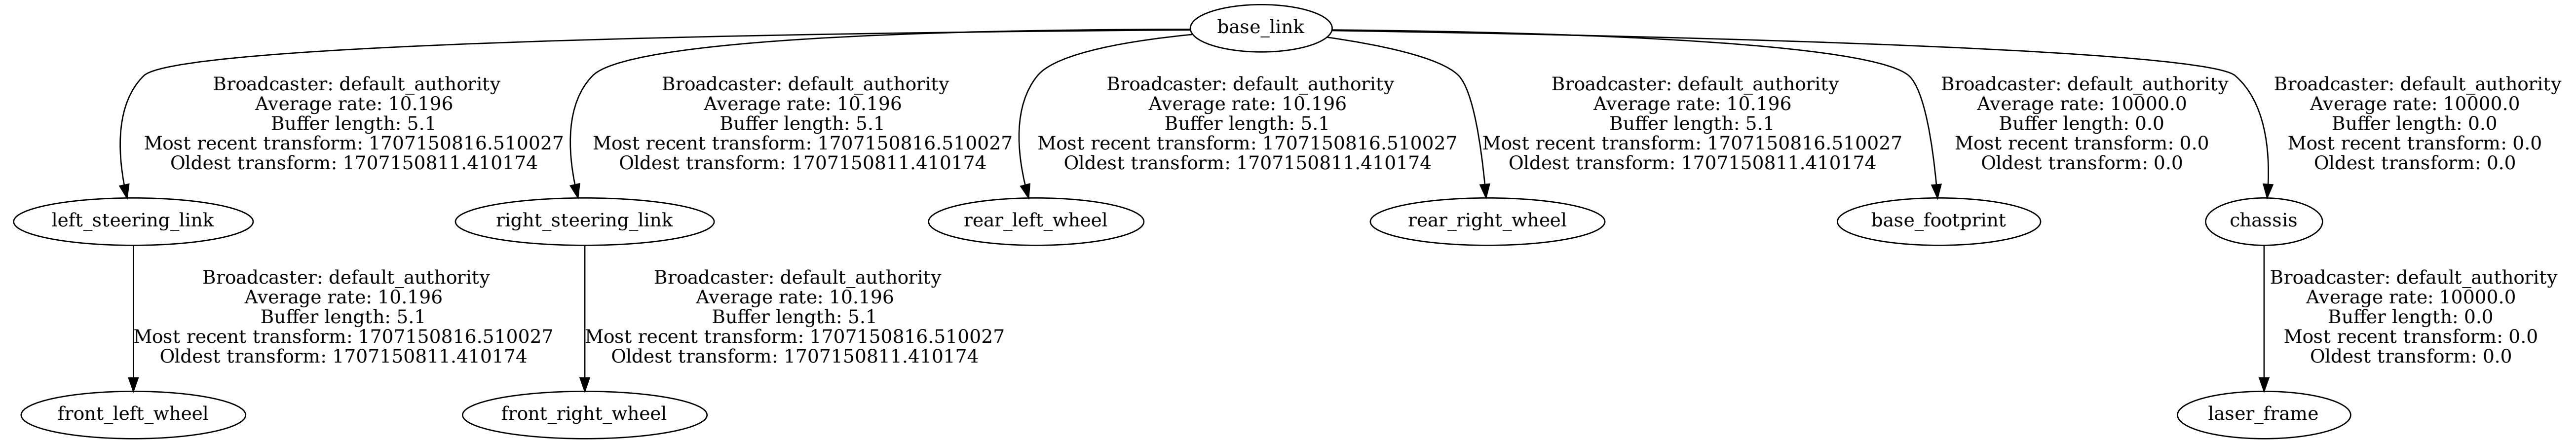 base_link
Broadcaster: default_authority
Average rate: 10.196
Buffer length: 5.1
Most recent transform: 1707150816.510027
Oldest transform: 1707150811.410174
Broadcaster: default_authority
Average rate: 10.196
Buffer length: 5.1
Most recent transform: 1707150816.510027
Oldest transform: 1707150811.410174
Broadcaster: default_authority
Average rate: 10.196
Buffer length: 5.1
Most recent transform: 1707150816.510027
Oldest transform: 1707150811.410174
Broadcaster: default_authority
Average rate: 10.196
Buffer length: 5.1
Most recent transform: 1707150816.510027
Oldest transform: 1707150811.410174
Broadcaster: default_authority
Average rate: 10000.0
Buffer length: 0.0
Most recent transform: 0.0
Oldest transform: 0.0
Broadcaster: default_authority
Average rate: 10000.0
Buffer length: 0.0
Most recent transform: 0.0
Oldest transform: 0.0
left_steering_link
right_steering_link
rear_left_wheel
rear_right_wheel
base_footprint
chassis
Broadcaster: default_authority
Average rate: 10.196
Buffer length: 5.1
Most recent transform: 1707150816.510027
Oldest transform: 1707150811.410174
Broadcaster: default_authority
Average rate: 10.196
Buffer length: 5.1
Most recent transform: 1707150816.510027
Oldest transform: 1707150811.410174
Broadcaster: default_authority
Average rate: 10000.0
Buffer length: 0.0
Most recent transform: 0.0
Oldest transform: 0.0
front_left_wheel
front_right_wheel
laser_frame